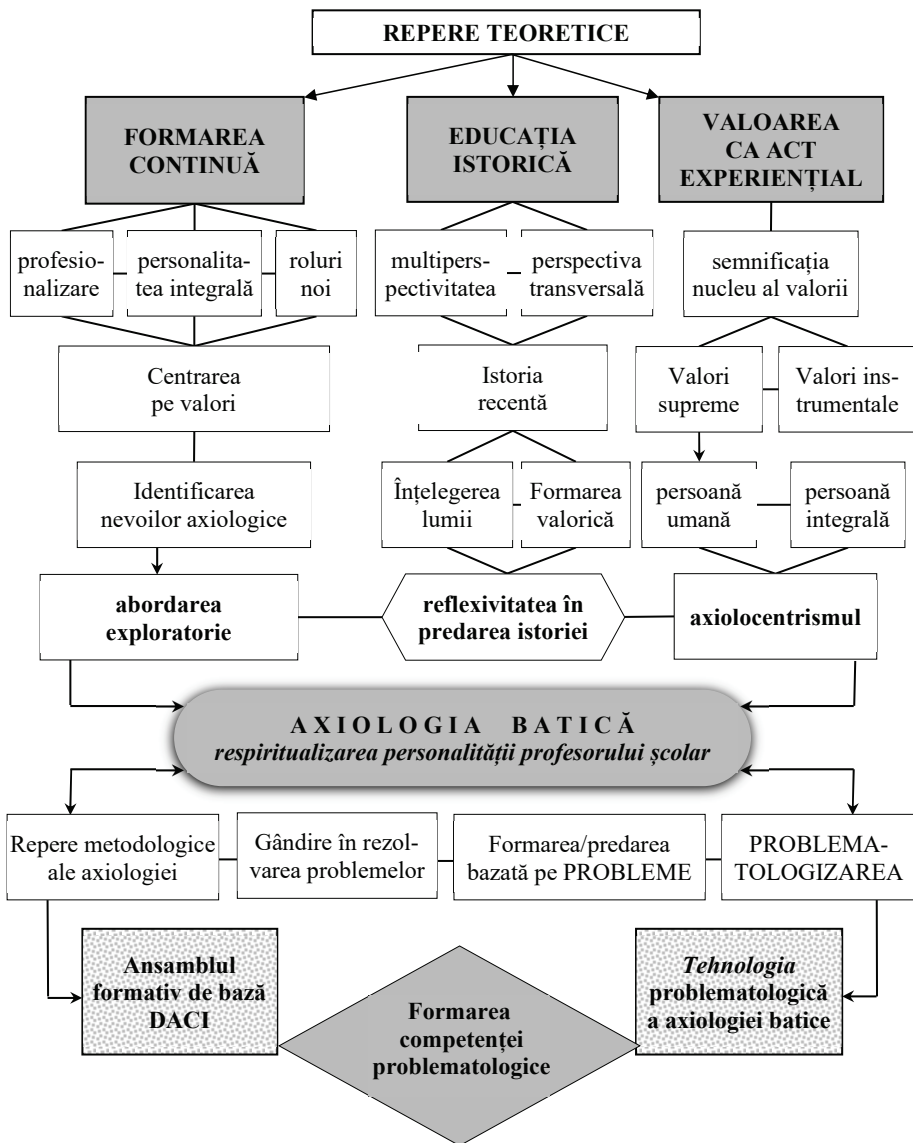 REPERE TEORETICE
FORMAREA
CONTINUĂ
EDUCAȚIA
ISTORICĂ
VALOAREA
CA ACT
EXPERIENȚIAL
profesio-
nalizare
personalita-
tea integrală
roluri
noi
multipers-
pectivitatea
perspectiva
transversală
semnificația
nucleu al valorii
Centrarea
pe valori
Istoria
recentă
Valori
supreme
Valori ins-
trumentale
Identificarea
nevoilor axiologice
Înțelegerea
lumii
Formarea
valorică
persoană
umană
persoană
integrală
abordarea
exploratorie
reflexivitatea în
predarea istoriei
axiolocentrismul
AXIOLOGIA BATICĂ
respiritualizarea personalității profesorului școlar
Repere metodologice
ale axiologiei
Gândire în rezol-
varea problemelor
Formarea/predarea
bazată pe PROBLEME
PROBLEMA-
TOLOGIZAREA
Ansamblul
formativ de bază
DACI
Tehnologia
problematologică
a axiologiei batice
Formarea
competenței
problematologice